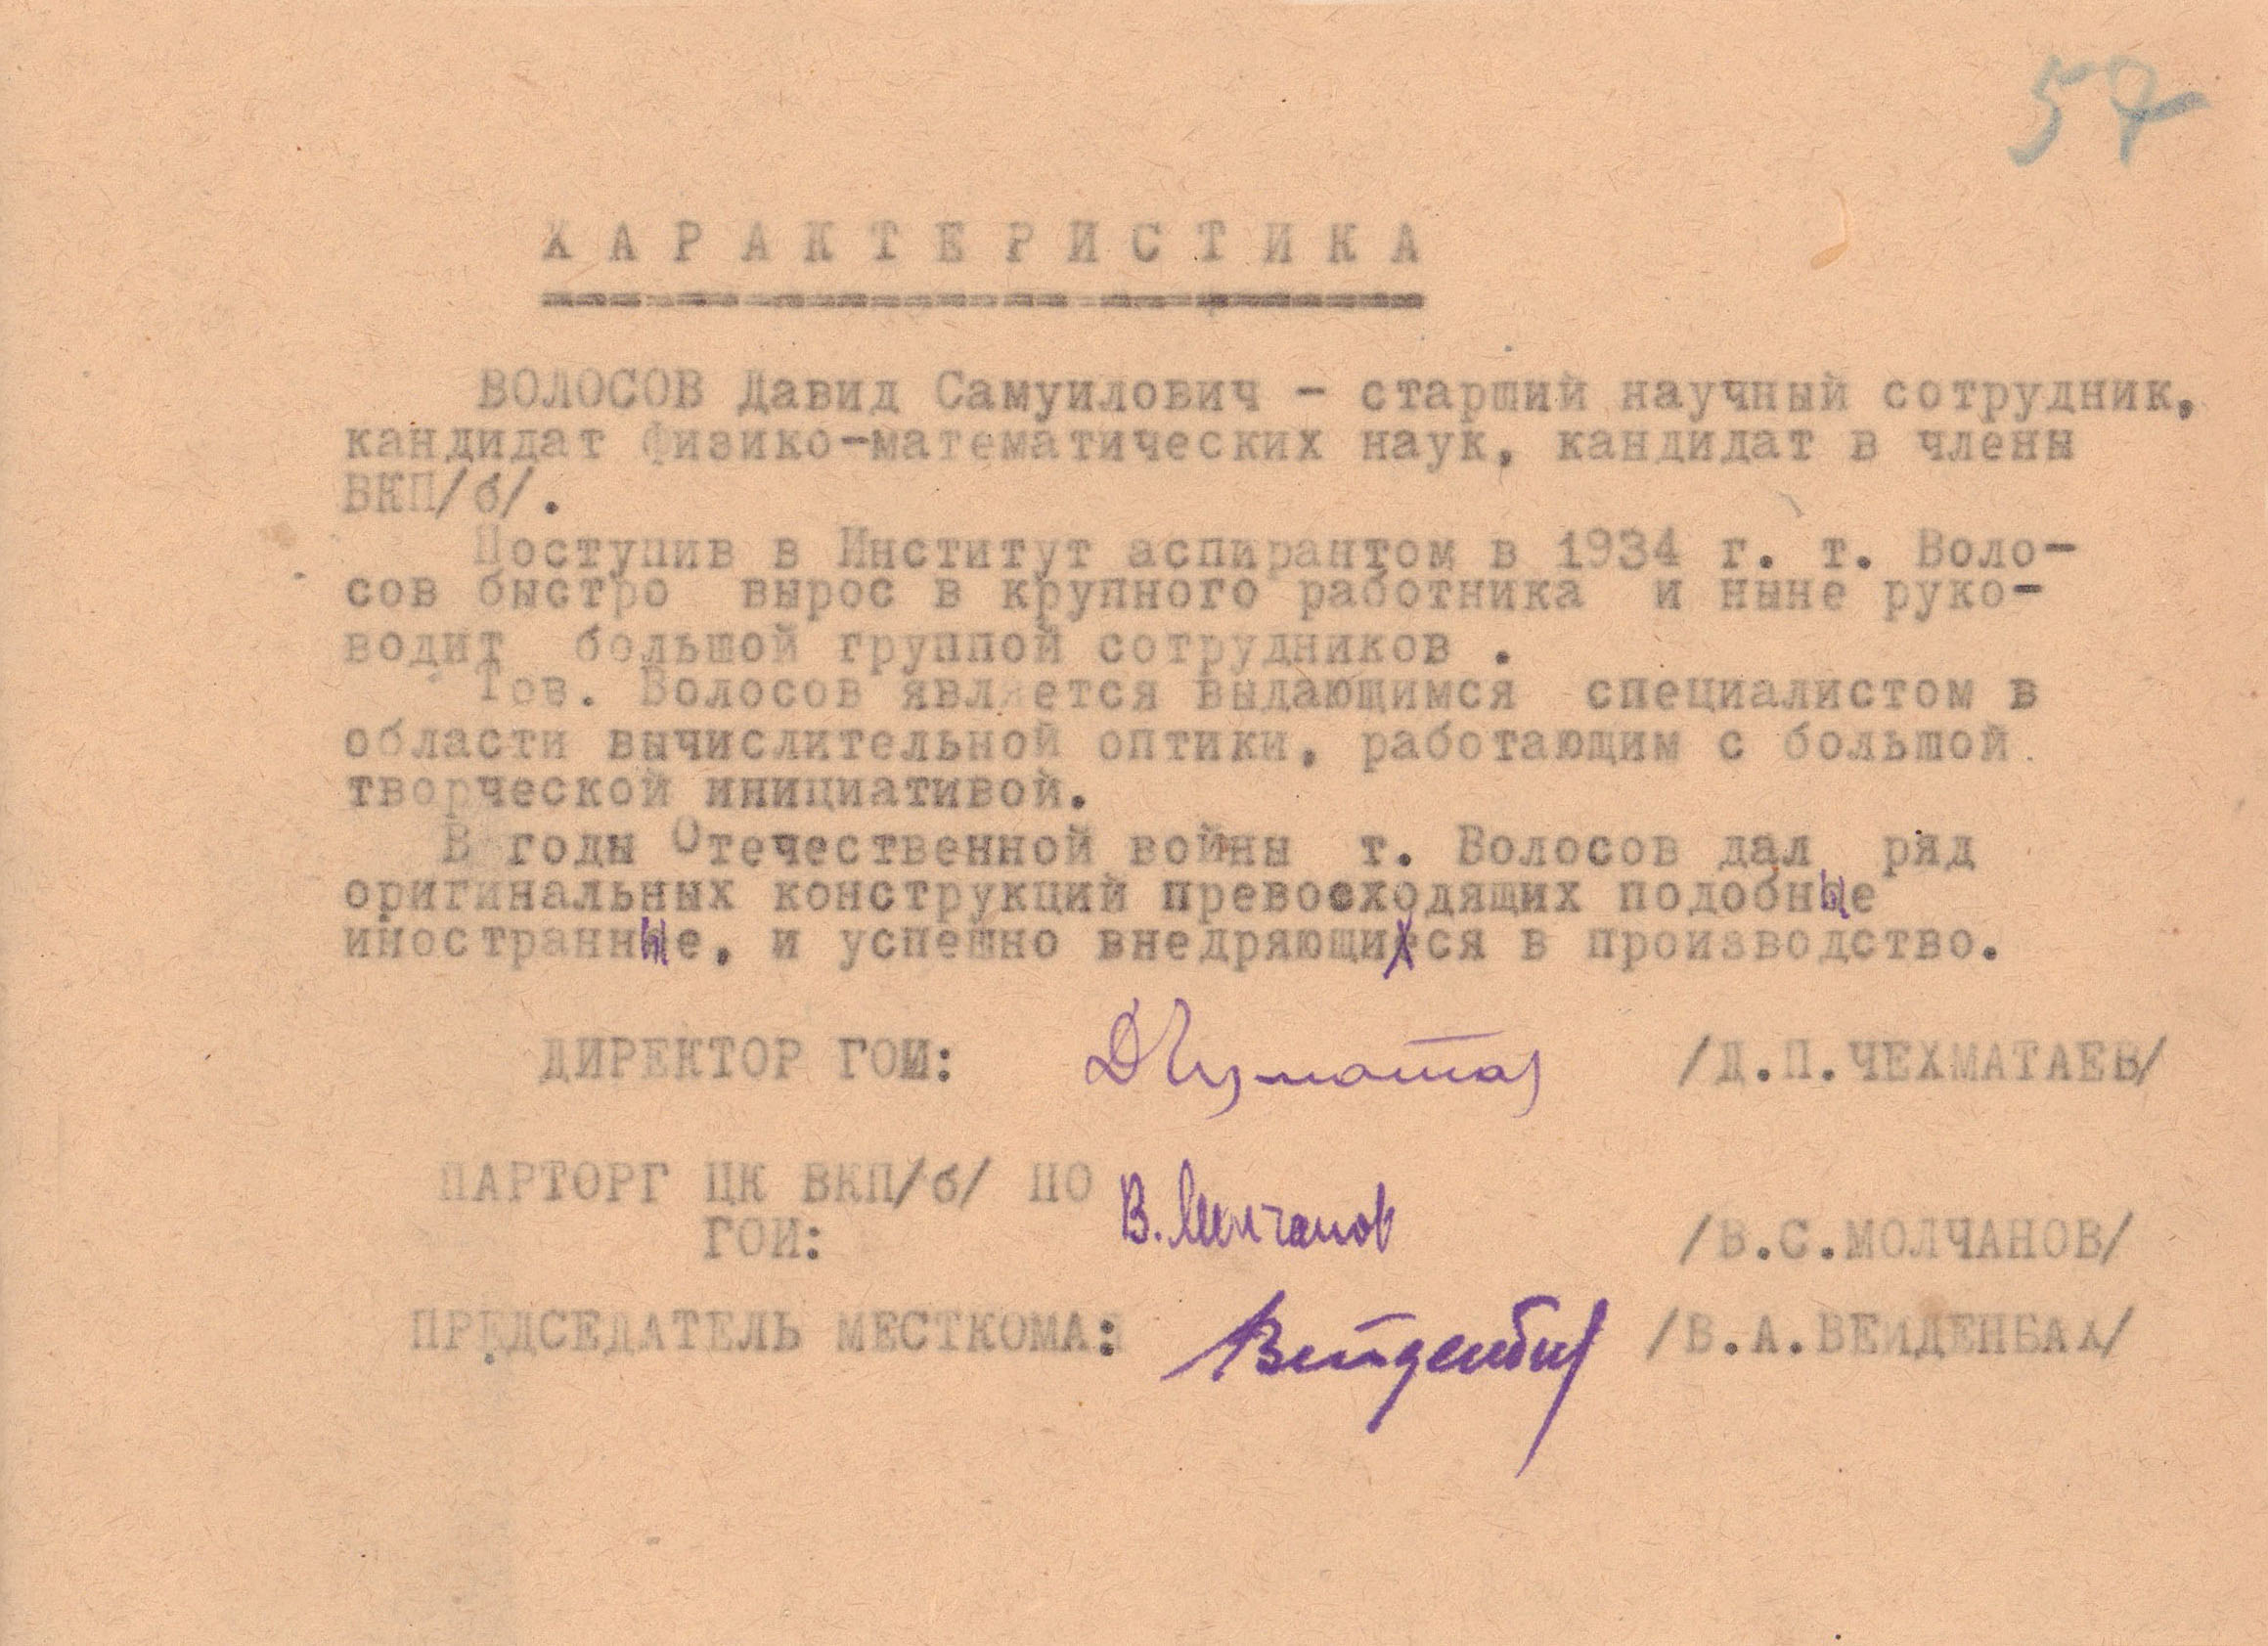 57
ХАРАКТЕРИСТИКА
ВОЛОСОВ Давид Самуилович - старший научный сотрудник,
кандидат физико-математических наук, кандидат в члены
ВКП/б/.
Поступив в Институт аспирантом в 1934 г. т. Воло-
сов быстро вырос в крупного работника и ныне руко-
водит большой группой сотрудников .
Тов. Волосов является выдающимся специалистом в
области вычислительной оптики, работающим с большой
творческой инициативой.
В годы Отечественной войны т. Волосов дал ряд
оригинальных конструкций превосходящих подобные
иностранные, и успешно внедряющихся в производство.
ДИРЕКТОР ГОИ: ДЧехматаев /Д.П.ЧЕХМАТАЕВ/
ПАРТОРГ ЦК ВКП/б/ ПО
ГОИ: В.Молчанов /В.С.МОЛЧАНОВ/
ПРЕДСЕДАТЕЛЬ МЕСТКОМА: Вейденбах /В.А.ВЕЙДЕНБАХ/